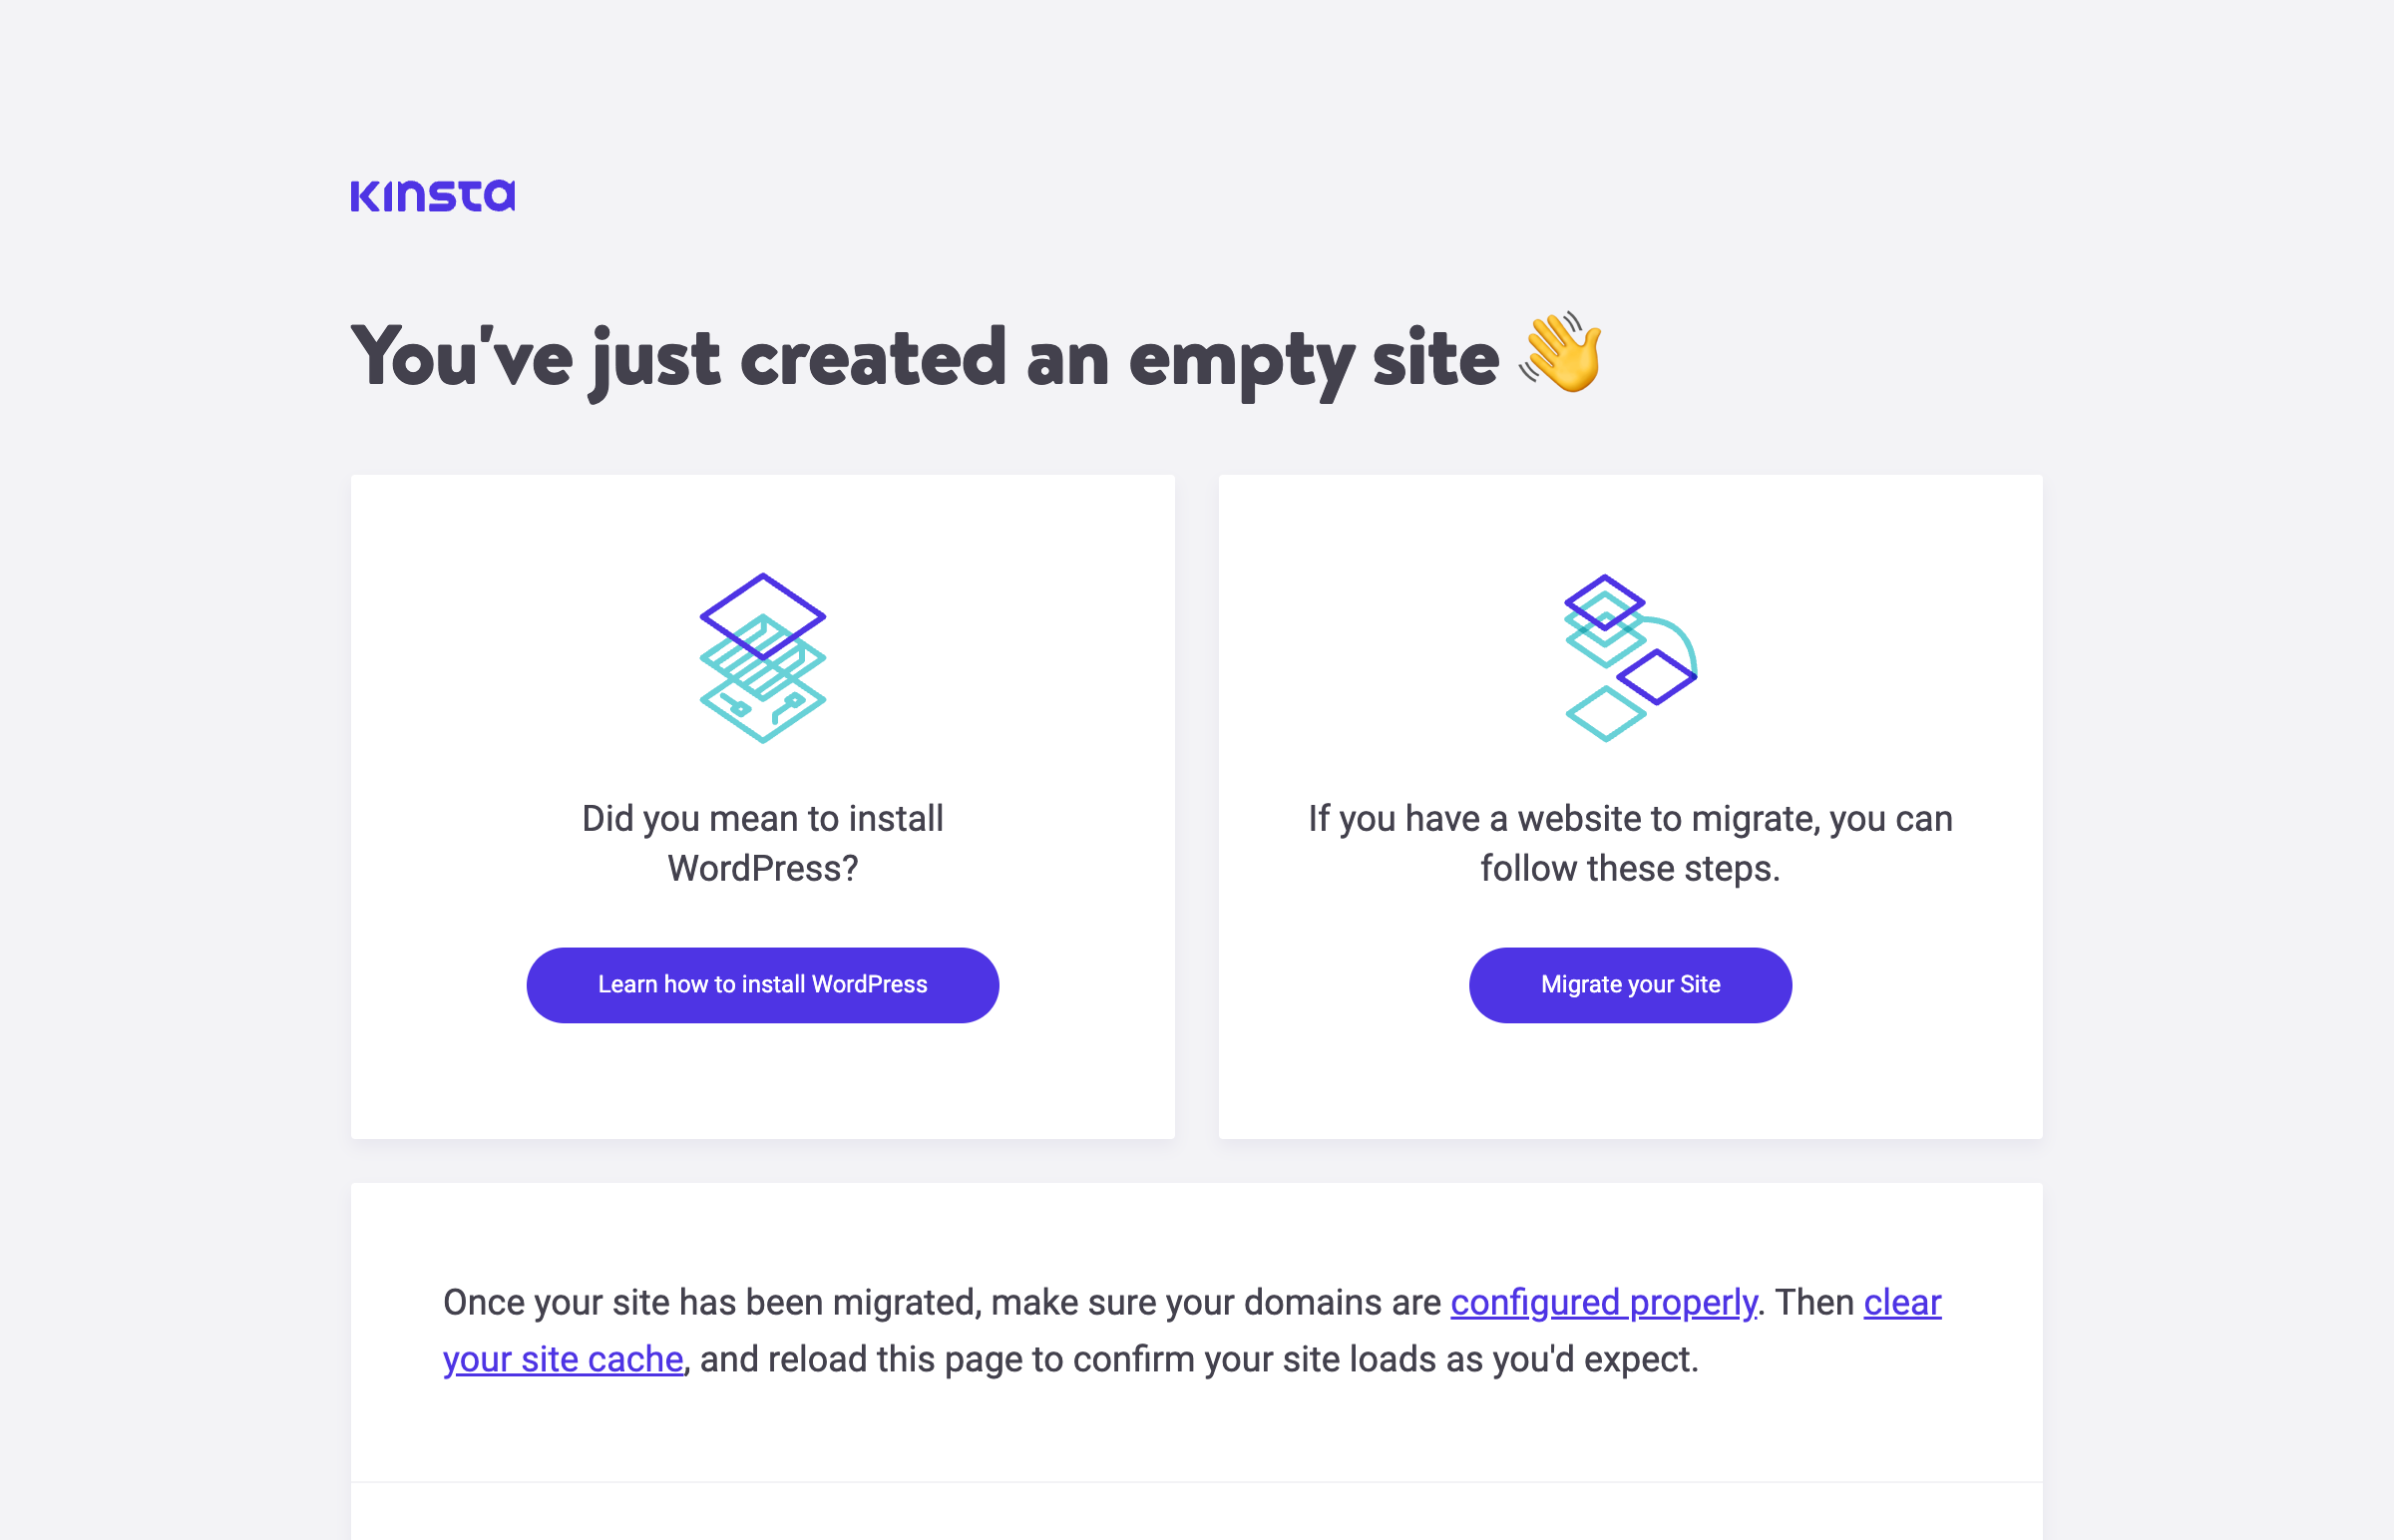 Kinsta
You've just created an empty site 👋
Did you mean to install
WordPress?
Learn how to install WordPress
If you have a website to migrate, you can
follow these steps.
Migrate your Site
Once your site has been migrated, make sure your domains are configured properly. Then clear
your site cache, and reload this page to confirm your site loads as you'd expect.